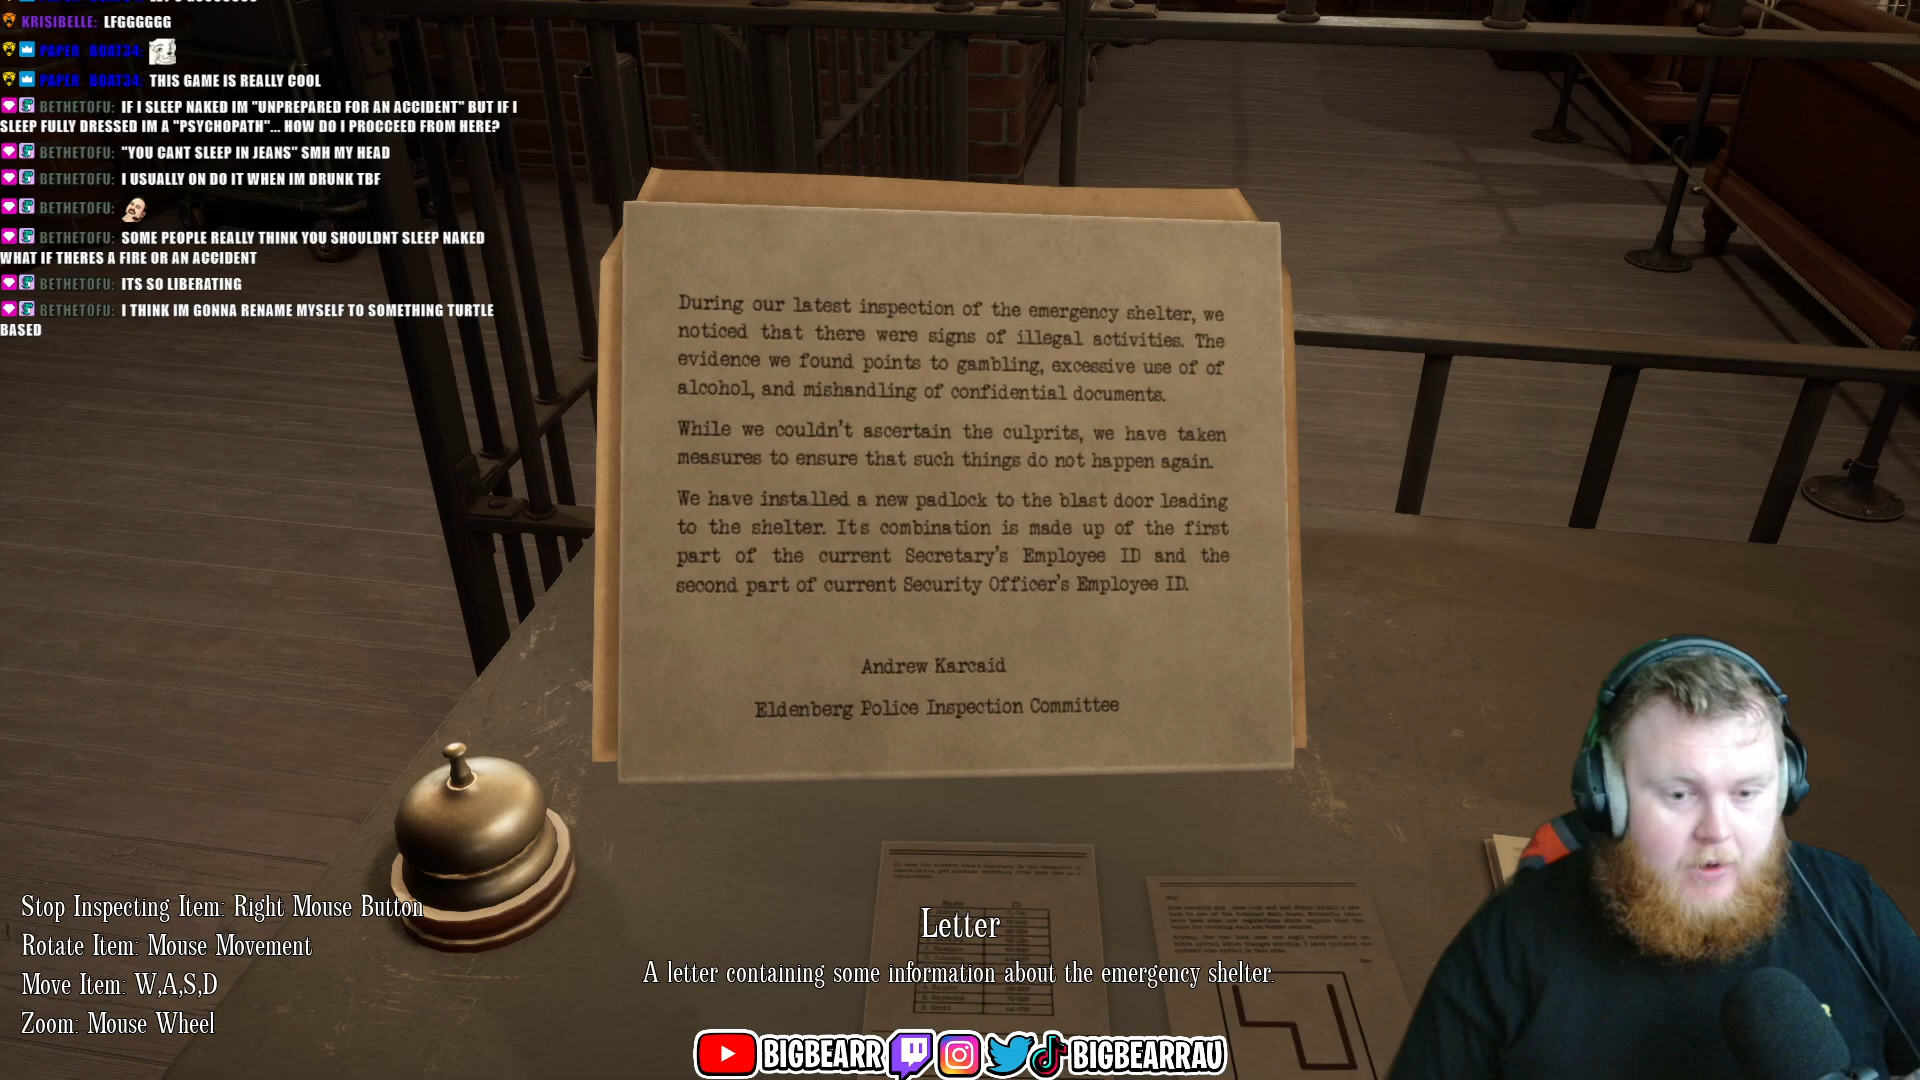 KRISIBELLE: LFGGGGGG
PAPER_BOAT34:
PAPER_BOAT34: THIS GAME IS REALLY COOL
BETHETOFU: IF I SLEEP NAKED IM "UNPREPARED FOR AN ACCIDENT" BUT IF I
SLEEP FULLY DRESSED IM A "PSYCHOPATH"... HOW DO I PROCCEED FROM HERE?
BETHETOFU: "YOU CANT SLEEP IN JEANS" SMH MY HEAD
BETHETOFU: I USUALLY ON DO IT WHEN IM DRUNK TBF
BETHETOFU:
BETHETOFU: SOME PEOPLE REALLY THINK YOU SHOULDNT SLEEP NAKED
WHAT IF THERES A FIRE OR AN ACCIDENT
BETHETOFU: ITS SO LIBERATING
BETHETOFU: I THINK IM GONNA RENAME MYSELF TO SOMETHING TURTLE
BASED
During our latest inspection of the emergency shelter, we
noticed that there were signs of illegal activities. The
evidence we found points to gambling, excessive use of of
alcohol, and mishandling of confidential documents.
While we couldn't ascertain the culprits, we have taken
measures to ensure that such things do not happen again.
We have installed a new padlock to the blast door leading
to the shelter. Its combination is made up of the first
part of the current Secretary's Employee ID and the
second part of current Security Officer's Employee ID.
Andrew Karcaid
Eldenberg Police Inspection Committee
Name ID
Stop Inspecting Item: Right Mouse Button
Rotate Item: Mouse Movement
Move Item: W,A,S,D
Zoom: Mouse Wheel
Letter
A letter containing some information about the emergency shelter.
BIGBEARR
BIGBEARRAU